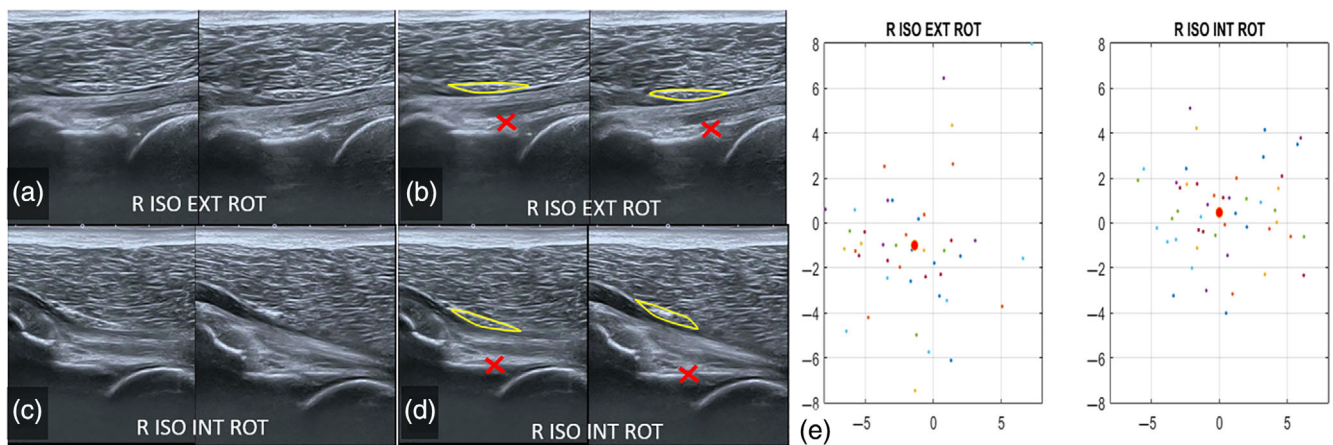 (a)
R ISO EXT ROT
(b)
R ISO EXT ROT
(c)
R ISO INT ROT
(d)
R ISO INT ROT
R ISO EXT ROT
8
6
4
2
0
−2
−4
−6
−8
−5
0
5
R ISO INT ROT
8
6
4
2
0
−2
−4
−6
−8
−5
0
5
(e)